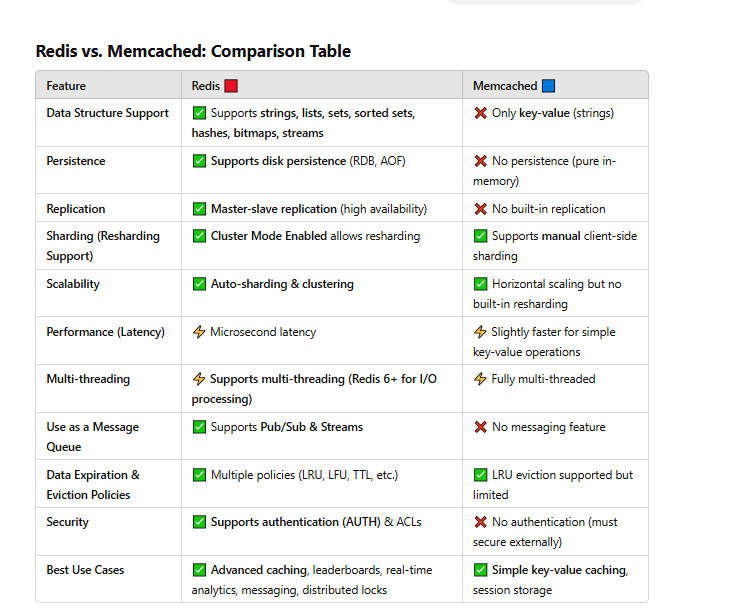 Redis vs. Memcached: Comparison Table
Feature
Redis 🟥
Memcached 🟦
Data Structure Support
✅ Supports strings, lists, sets, sorted sets,
hashes, bitmaps, streams
❌ Only key-value (strings)
Persistence
✅ Supports disk persistence (RDB, AOF)
❌ No persistence (pure in-
memory)
Replication
✅ Master-slave replication (high availability)
❌ No built-in replication
Sharding (Resharding
Support)
✅ Cluster Mode Enabled allows resharding
✅ Supports manual client-side
sharding
Scalability
✅ Auto-sharding & clustering
✅ Horizontal scaling but no
built-in resharding
Performance (Latency)
⚡ Microsecond latency
⚡ Slightly faster for simple
key-value operations
Multi-threading
⚡ Supports multi-threading (Redis 6+ for I/O
processing)
⚡ Fully multi-threaded
Use as a Message
Queue
✅ Supports Pub/Sub & Streams
❌ No messaging feature
Data Expiration &
Eviction Policies
✅ Multiple policies (LRU, LFU, TTL, etc.)
✅ LRU eviction supported but
limited
Security
✅ Supports authentication (AUTH) & ACLs
❌ No authentication (must
secure externally)
Best Use Cases
✅ Advanced caching, leaderboards, real-time
analytics, messaging, distributed locks
✅ Simple key-value caching,
session storage